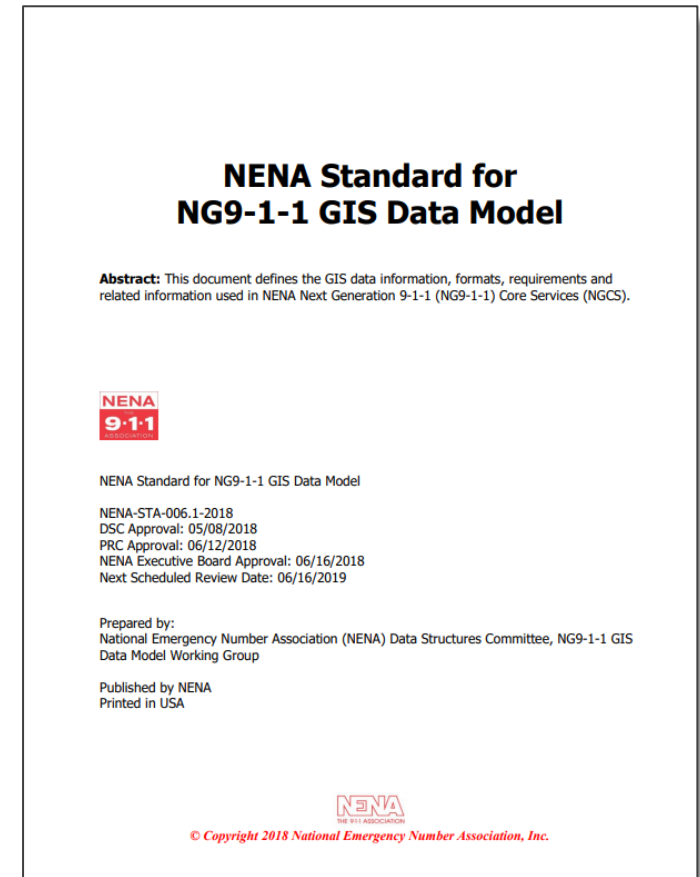 NENA Standard for
NG9-1-1 GIS Data Model
Abstract: This document defines the GIS data information, formats, requirements and
related information used in NENA Next Generation 9-1-1 (NG9-1-1) Core Services (NGCS).
NENA
THE
9·1·1
ASSOCIATION
NENA Standard for NG9-1-1 GIS Data Model
NENA-STA-006.1-2018
DSC Approval: 05/08/2018
PRC Approval: 06/12/2018
NENA Executive Board Approval: 06/16/2018
Next Scheduled Review Date: 06/16/2019
Prepared by:
National Emergency Number Association (NENA) Data Structures Committee, NG9-1-1 GIS
Data Model Working Group
Published by NENA
Printed in USA
NENA
THE 911 ASSOCIATION
© Copyright 2018 National Emergency Number Association, Inc.